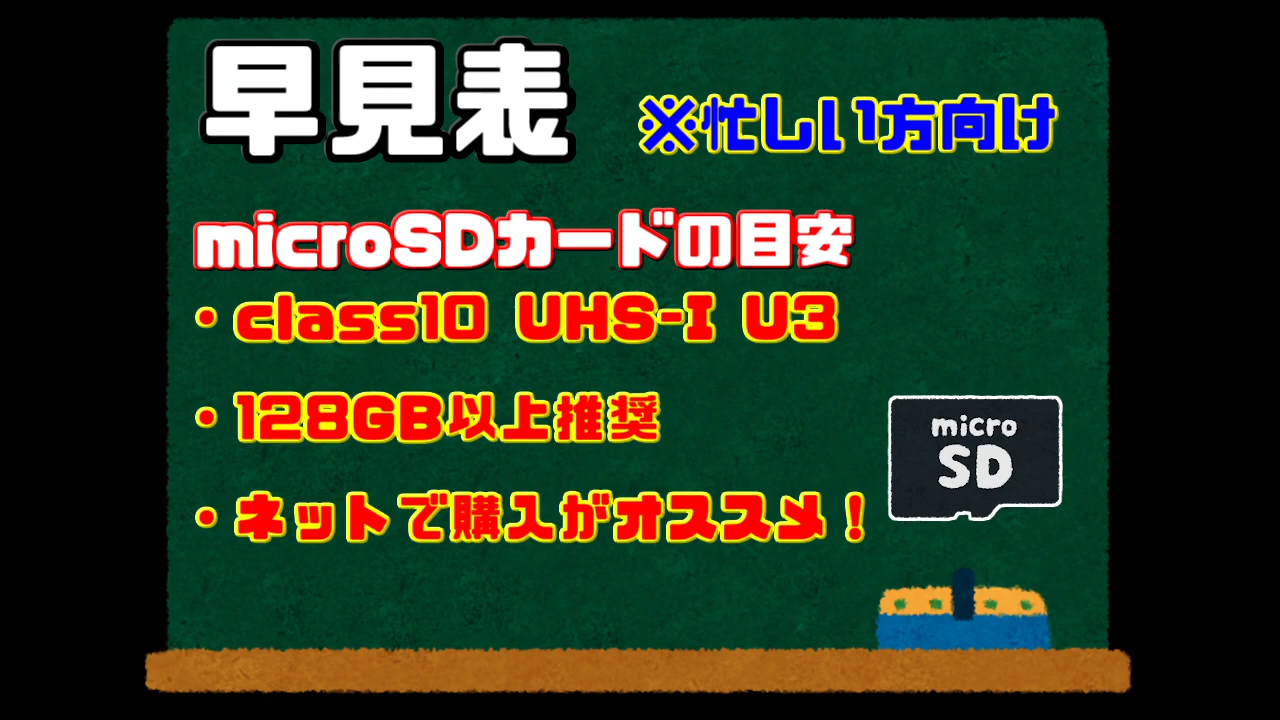 早見表
※忙しい方向け
microSDカードの目安
・class10 UHS-I U3
・128GB以上推奨
・ネットで購入がオススメ！
micro
SD